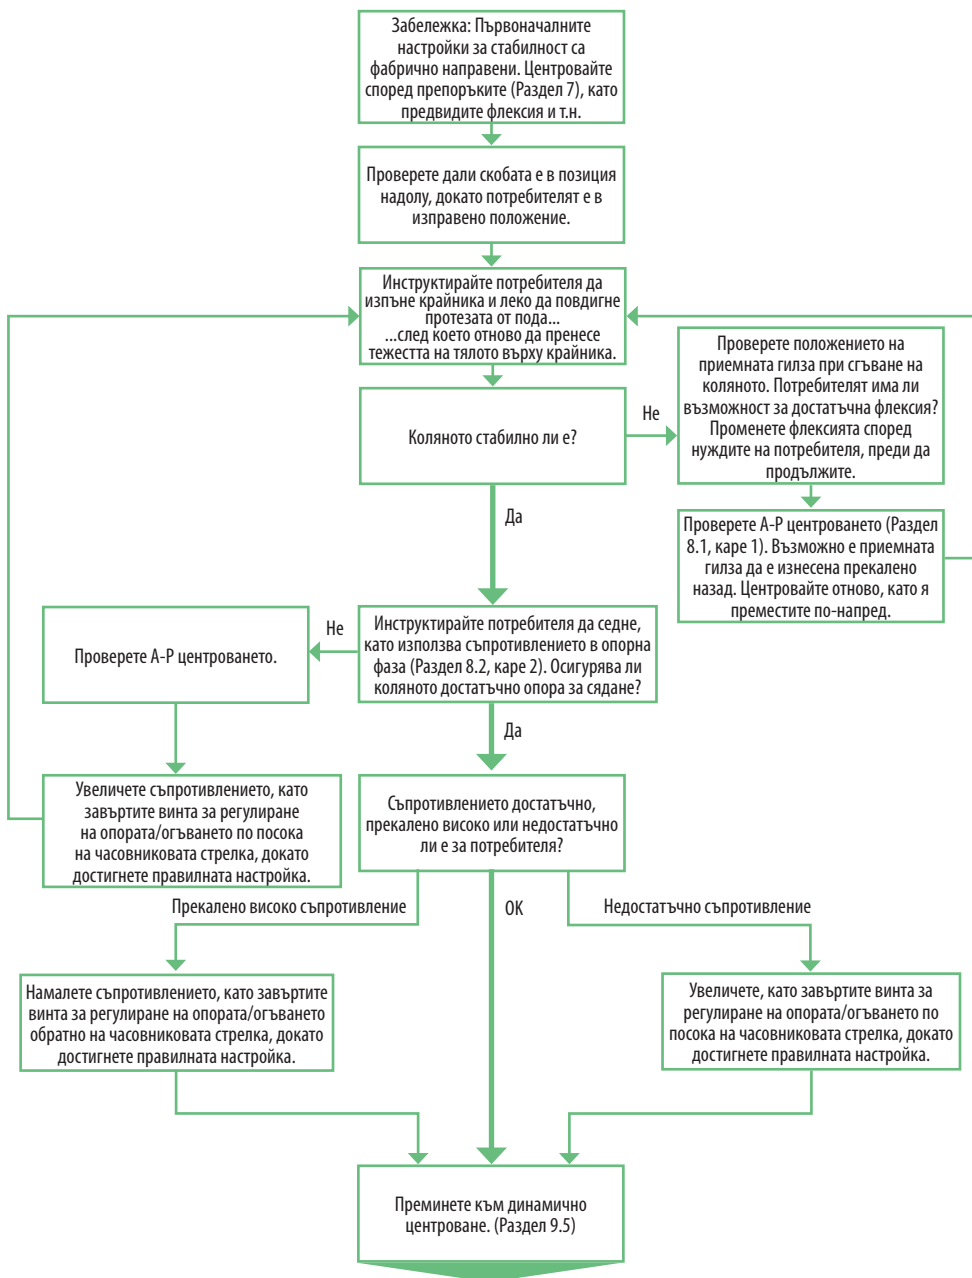 Забележка: Първоначалните
настройки за стабилност са
фабрично направени. Центровайте
според препоръките (Раздел 7), като
предвидите флексия и т.н.
Проверете дали скобата е в позиция
надолу, докато потребителят е в
изправено положение.
Инструктирайте потребителя да
изпъне крайника и леко да повдигне
протезата от пода...
...след което отново да пренесе
тежестта на тялото върху крайника.
Коляното стабилно ли е?
Не
Проверете положението на
приемната гилза при сгъване на
коляното. Потребителят има ли
възможност за достатъчна флексия?
Променете флексията според
нуждите на потребителя, преди да
продължите.
Да
Проверете А-Р центроването (Раздел
8.1, каре 1). Възможно е приемната
гилза да е изнесена прекалено
назад. Центровайте отново, като я
преместите по-напред.
Инструктирайте потребителя да седне,
като използва съпротивлението в опорна
фаза (Раздел 8.2, каре 2). Осигурява ли
коляното достатъчно опора за сядане?
Не
Проверете А-Р центроването.
Да
Увеличете съпротивлението, като
завъртите винта за регулиране
на опората/огъването по посока
на часовниковата стрелка, докато
достигнете правилната настройка.
Съпротивлението достатъчно,
прекалено високо или недостатъчно
ли е за потребителя?
Прекалено високо съпротивление
ОК
Недостатъчно съпротивление
Намалете съпротивлението, като завъртите
винта за регулиране на опората/огъването
обратно на часовниковата стрелка, докато
достигнете правилната настройка.
Увеличете, като завъртите винта за
регулиране на опората/огъването по
посока на часовниковата стрелка, докато
достигнете правилната настройка.
Преминете към динамично
центроване. (Раздел 9.5)